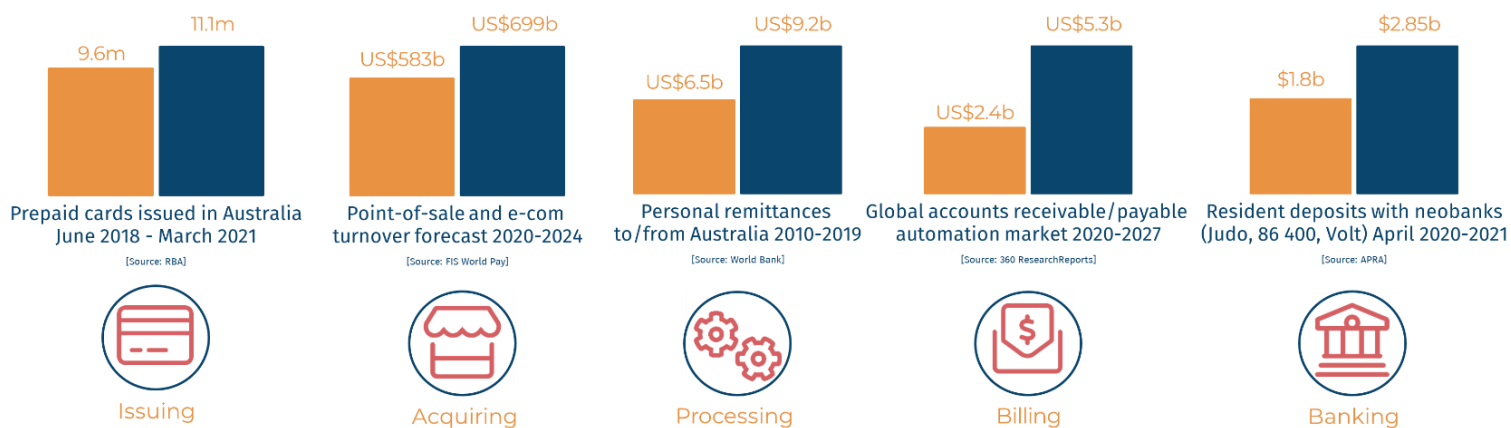 9.6m
11.1m
Prepaid cards issued in Australia
June 2018 - March 2021
[Source: RBA]
Issuing
US$583b
US$699b
Point-of-sale and e-com
turnover forecast 2020-2024
[Source: FIS World Pay]
Acquiring
US$6.5b
US$9.2b
Personal remittances
to/from Australia 2010-2019
[Source: World Bank]
Processing
US$2.4b
US$5.3b
Global accounts receivable/payable
automation market 2020-2027
[Source: 360 ResearchReports]
$
Billing
$1.8b
$2.85b
Resident deposits with neobanks
(Judo, 86 400, Volt) April 2020-2021
[Source: APRA]
Banking